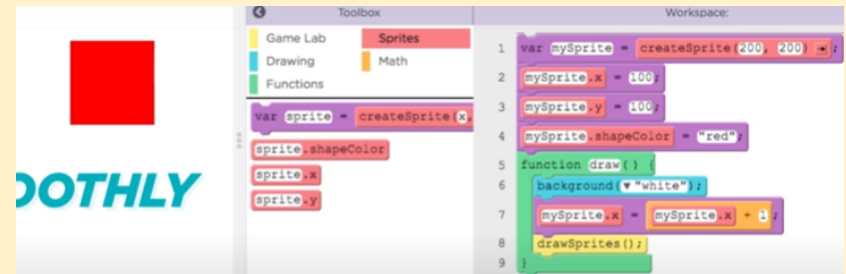 Toolbox
Workspace:
Game Lab
Sprites
Drawing
Math
Functions
var sprite = createSprite(x,
sprite.shapeColor
sprite.x
sprite.y
OOTHLY
1 var mySprite = createSprite(200, 200) ;
2 mySprite.x = 100;
3 mySprite.y = 100;
4 mySprite.shapeColor = "red";
5 function draw() {
6 background(▼"white");
7 mySprite.x = mySprite.x + 1;
8 drawSprites();
9 }